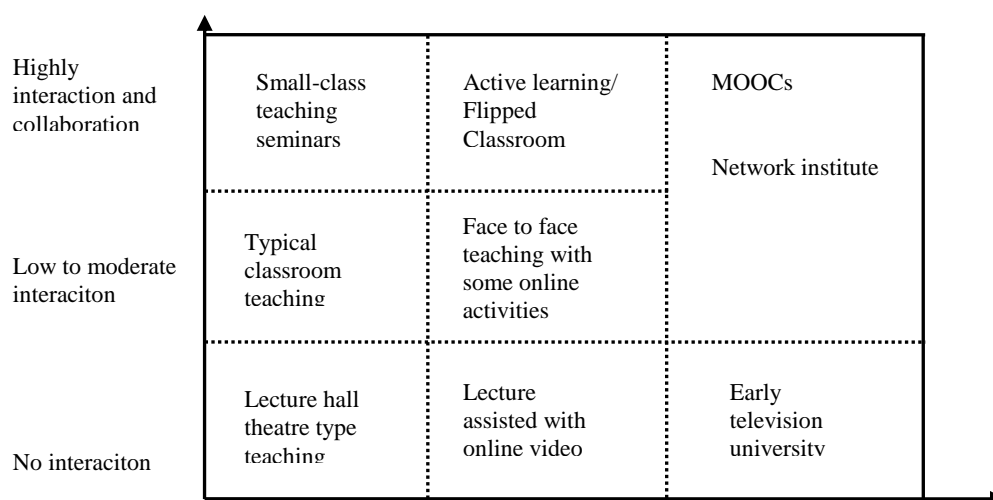 Highly
interaction and
collaboration
Small-class
teaching
seminars
Active learning/
Flipped
Classroom
MOOCs
Network institute
Low to moderate
interaciton
Typical
classroom
teaching
Face to face
teaching with
some online
activities
No interaciton
Lecture hall
theatre type
teaching
Lecture
assisted with
online video
Early
television
university